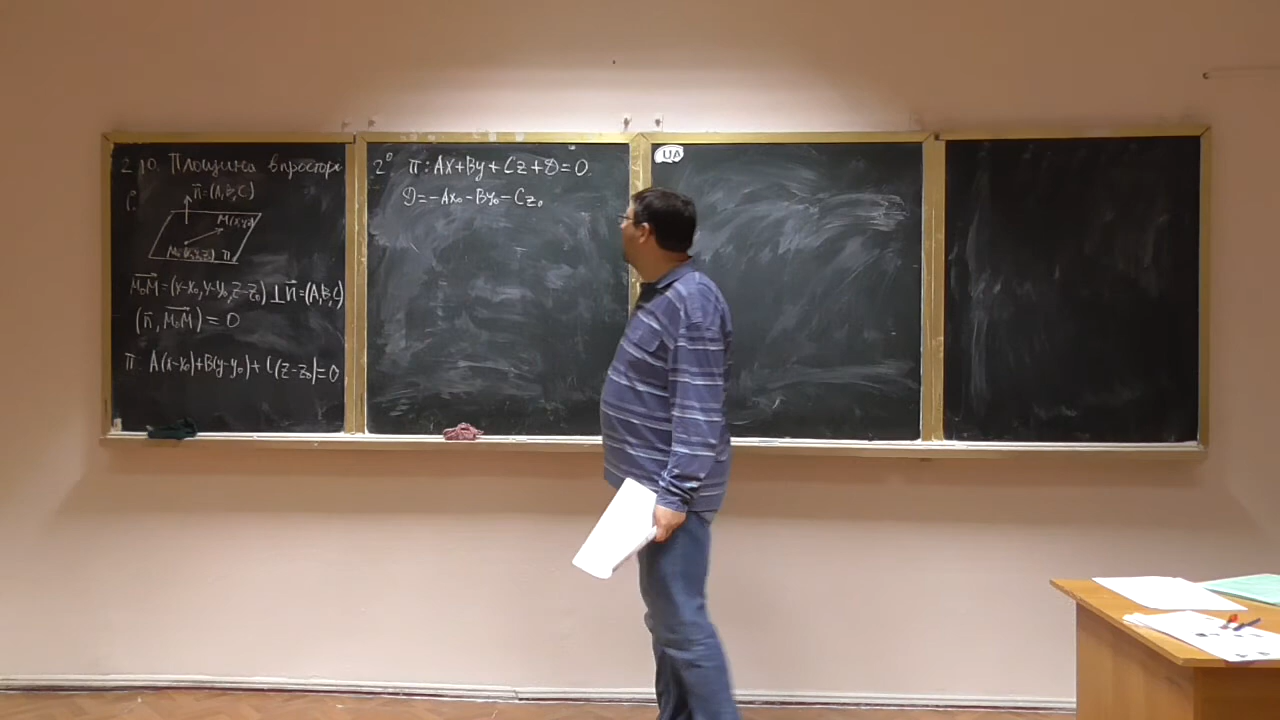 2.10. Площина в просторі
1°.
n⃗=(A,B,C)
M(x,y,z)
M₀(x₀,y₀,z₀) π
M₀M⃗=(x-x₀,y-y₀,z-z₀)⊥n⃗=(A,B,C)
(n⃗,M₀M⃗)=0
π: A(x-x₀)+B(y-y₀)+C(z-z₀)=0
2° π: Ax+By+Cz+D=0.
D=-Ax₀-By₀-Cz₀
UA